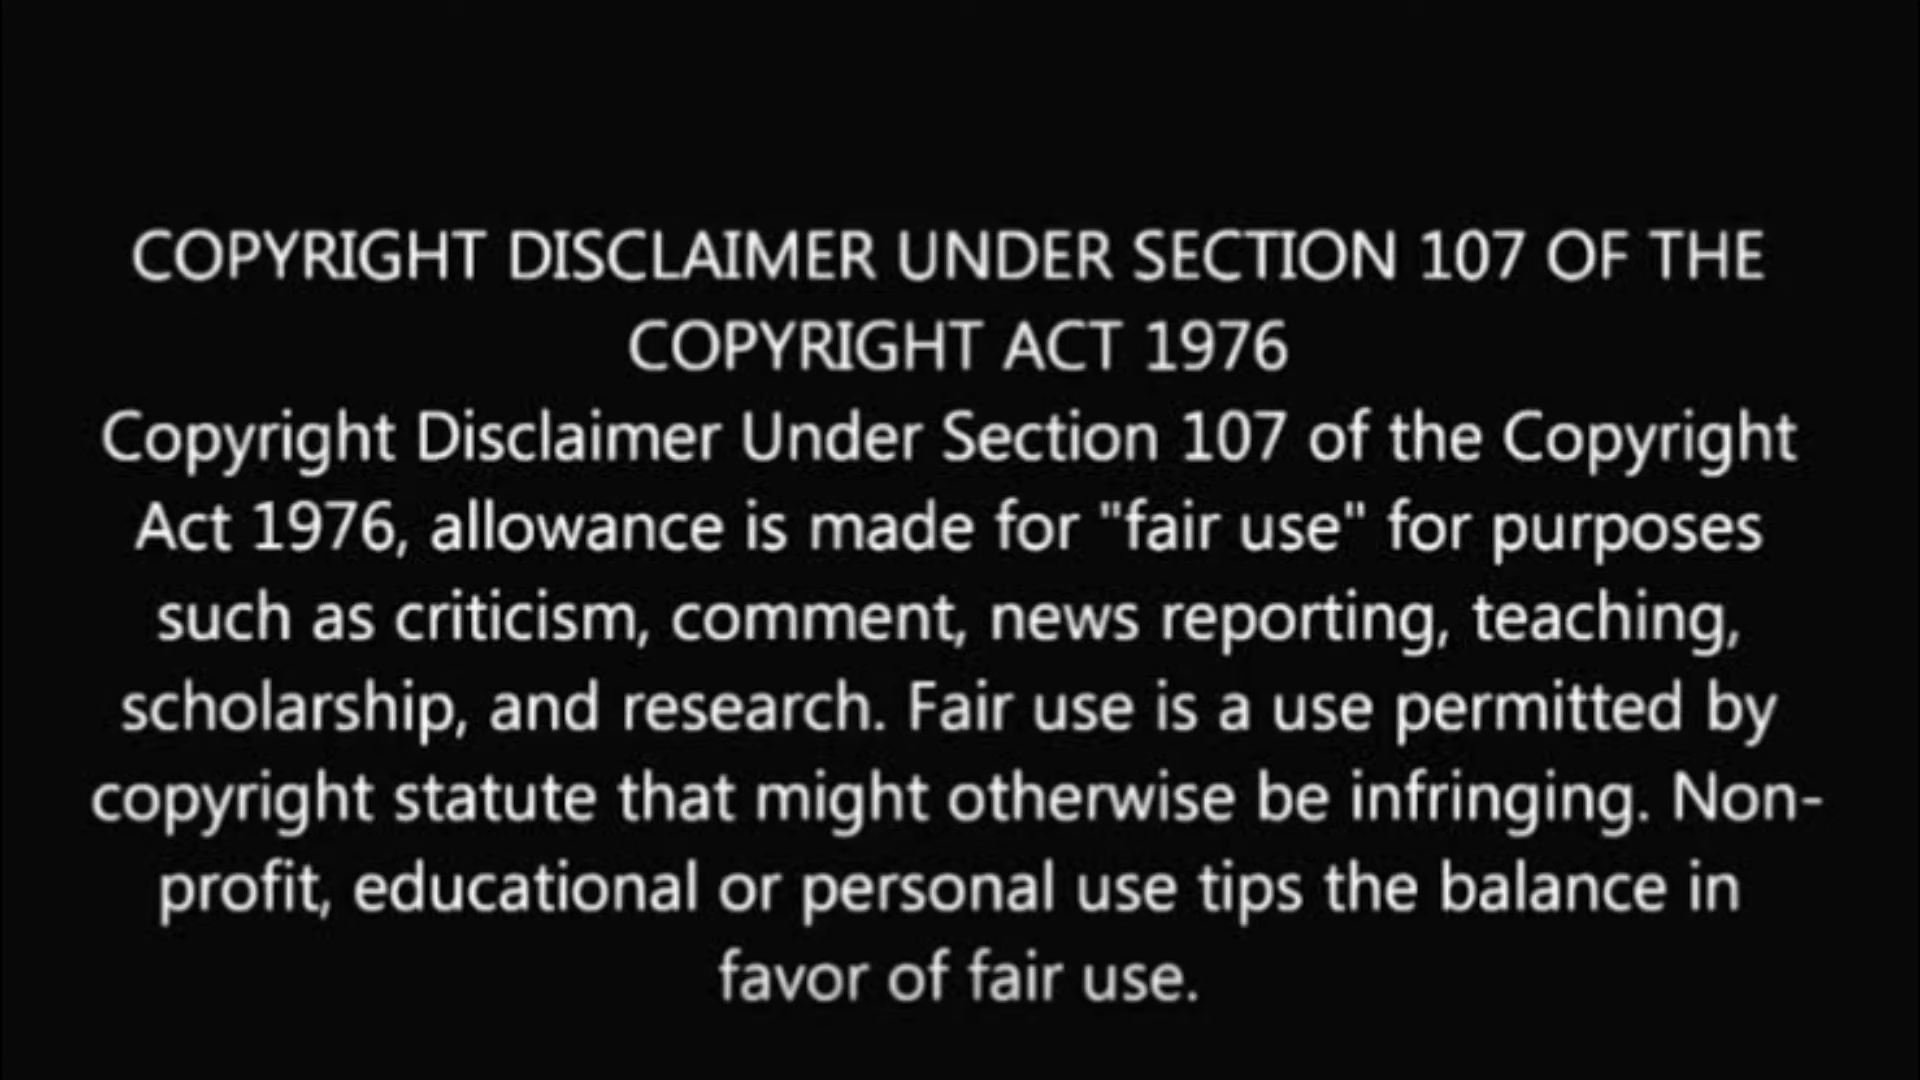 COPYRIGHT DISCLAIMER UNDER SECTION 107 OF THE
COPYRIGHT ACT 1976
Copyright Disclaimer Under Section 107 of the Copyright
Act 1976, allowance is made for "fair use" for purposes
such as criticism, comment, news reporting, teaching,
scholarship, and research. Fair use is a use permitted by
copyright statute that might otherwise be infringing. Non-
profit, educational or personal use tips the balance in
favor of fair use.